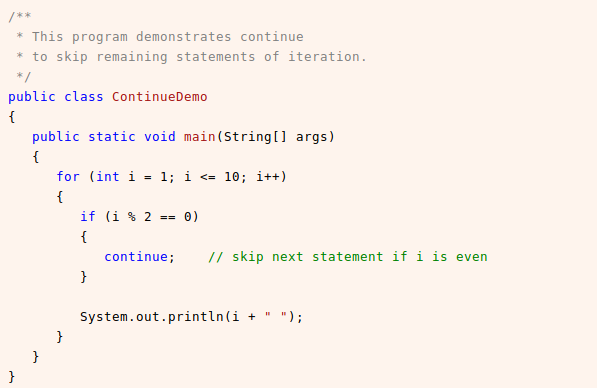 /**
 * This program demonstrates continue
 * to skip remaining statements of iteration.
 */
public class ContinueDemo
{
   public static void main(String[] args)
   {
      for (int i = 1; i <= 10; i++)
      {
         if (i % 2 == 0)
         {
            continue;    // skip next statement if i is even
         }

         System.out.println(i + " ");
      }
   }
}